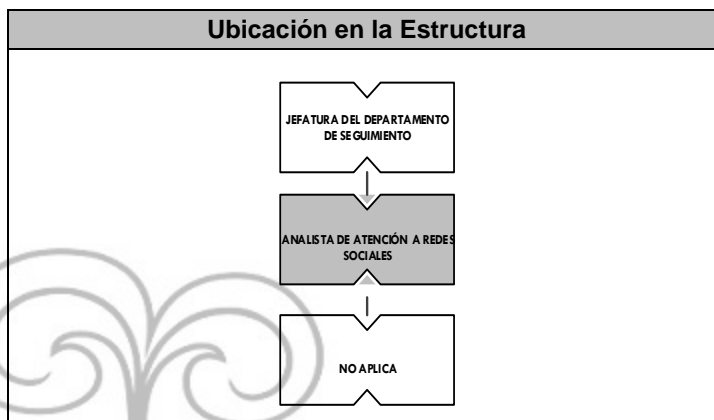 Ubicación en la Estructura
JEFATURA DEL DEPARTAMENTO
DE SEGUIMIENTO
ANALISTA DE ATENCIÓN A REDES
SOCIALES
NO APLICA